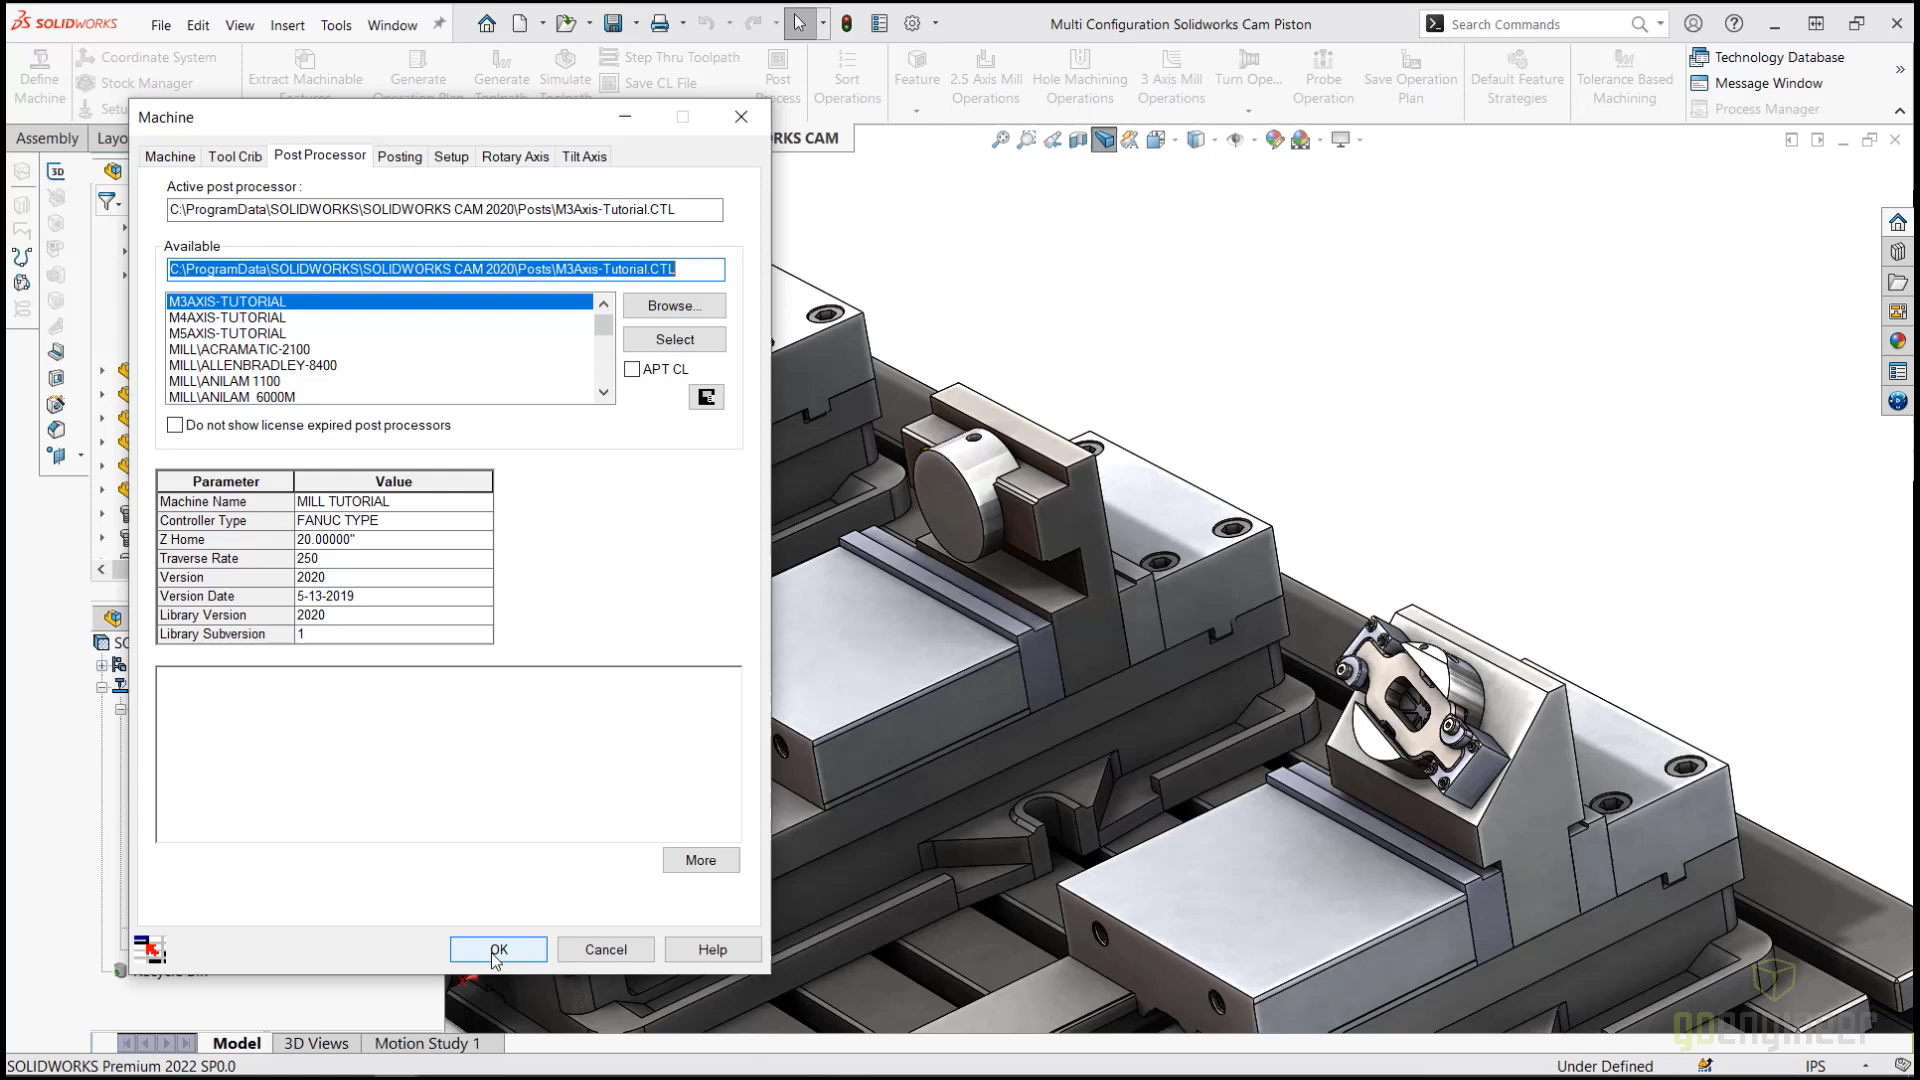 SOLIDWORKS File Edit View Insert Tools Window Multi Configuration Solidworks Cam Piston Search Commands
Define Machine
Coordinate System
Stock Manager
Extract Machinable
Generate
Generate
Simulate
Step Thru Toolpath
Save CL File
Post Process
Sort Operations
Feature
2.5 Axis Mill Operations
Hole Machining Operations
3 Axis Mill Operations
Turn Ope...
Probe Operation
Save Operation Plan
Default Feature Strategies
Tolerance Based Machining
Technology Database
Message Window
Process Manager
Assembly Layo RKS CAM
Machine
Machine Tool Crib Post Processor Posting Setup Rotary Axis Tilt Axis
Active post processor :
C:\ProgramData\SOLIDWORKS\SOLIDWORKS CAM 2020\Posts\M3Axis-Tutorial.CTL
Available
C:\ProgramData\SOLIDWORKS\SOLIDWORKS CAM 2020\Posts\M3Axis-Tutorial.CTL
M3AXIS-TUTORIAL
M4AXIS-TUTORIAL
M5AXIS-TUTORIAL
MILL\ACRAMATIC-2100
MILL\ALLENBRADLEY-8400
MILL\ANILAM 1100
MILL\ANILAM 6000M
Browse...
Select
APT CL
Do not show license expired post processors
Parameter Value
Machine Name MILL TUTORIAL
Controller Type FANUC TYPE
Z Home 20.00000"
Traverse Rate 250
Version 2020
Version Date 5-13-2019
Library Version 2020
Library Subversion 1
More
OK Cancel Help
Model 3D Views Motion Study 1
SOLIDWORKS Premium 2022 SP0.0 Under Defined IPS
goengineer